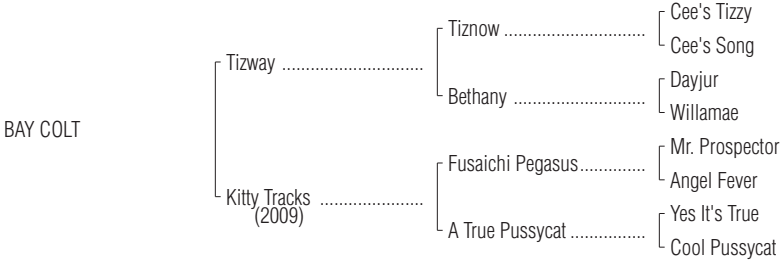 Cee's Tizzy
Tiznow ..............................
Cee's Song
Tizway ..............................
Dayjur
Bethany ............................
Willamae
BAY COLT
Mr. Prospector
Fusaichi Pegasus..............
Angel Fever
Kitty Tracks ......................
(2009)
Yes It's True
A True Pussycat ................
Cool Pussycat